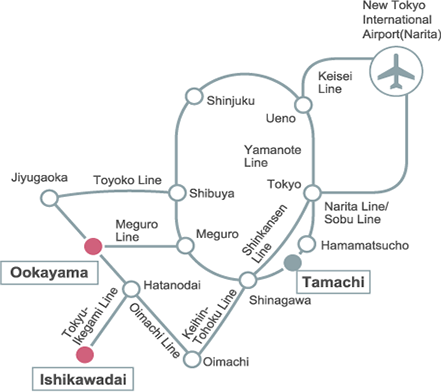 New Tokyo
International
Airport(Narita)
Keisei
Line
Shinjuku
Ueno
Yamanote
Line
Jiyugaoka
Toyoko Line
Shibuya
Tokyo
Narita Line/
Sobu Line
Meguro
Line
Meguro
Shinkansen
Line
Hamamatsucho
Ookayama
Tamachi
Hatanodai
Shinagawa
Tokyu-
Ikegami Line
Oimachi Line
Keihin-
Tohoku Line
Oimachi
Ishikawadai